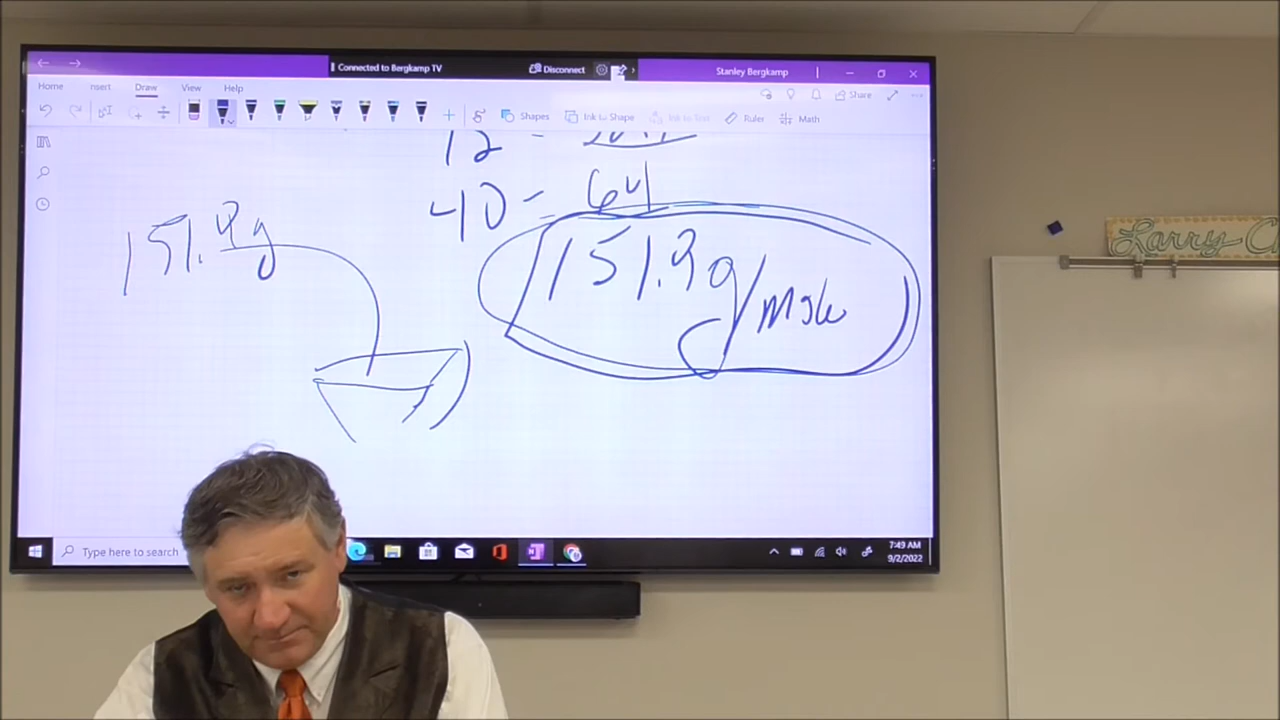 Connected to Bergkamp TV
Disconnect
Stanley Bergkamp
Home
nsert
Draw
View
Help
Share
Shapes
Ink to Shape
Ink to Text
Ruler
Math
12 -
40 - 64
151.9g
151.9g/mole
Larry C
Type here to search
7:49 AM
9/2/2022